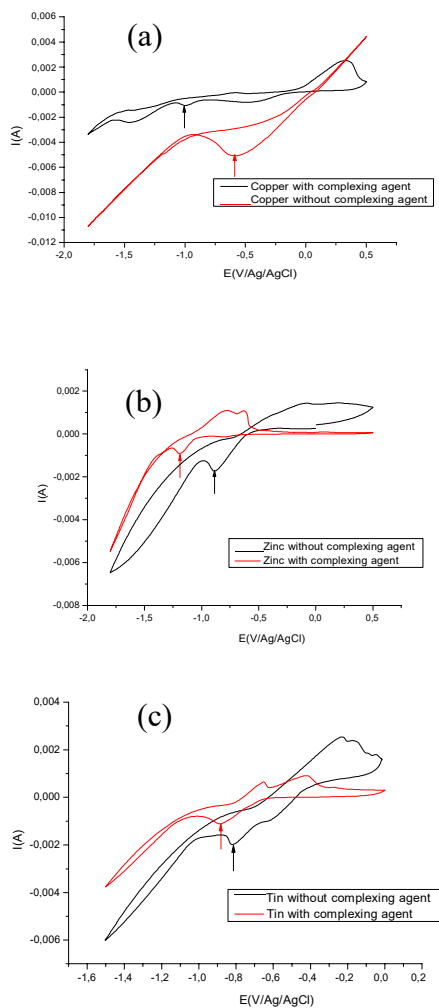 (a)
0,006
0,004
0,002
0,000
-0,002
-0,004
-0,006
-0,008
-0,010
-0,012
I(A)
Copper with complexing agent
Copper without complexing agent
-2,0 -1,5 -1,0 -0,5 0,0 0,5
E(V/Ag/AgCl)
(b)
0,002
0,000
-0,002
-0,004
-0,006
-0,008
I(A)
Zinc without complexing agent
Zinc with complexing agent
-2,0 -1,5 -1,0 -0,5 0,0 0,5
E(V/Ag/AgCl)
(c)
0,004
0,002
0,000
-0,002
-0,004
-0,006
I(A)
Tin without complexing agent
Tin with complexing agent
-1,6 -1,4 -1,2 -1,0 -0,8 -0,6 -0,4 -0,2 0,0 0,2
E(V/Ag/AgCl)